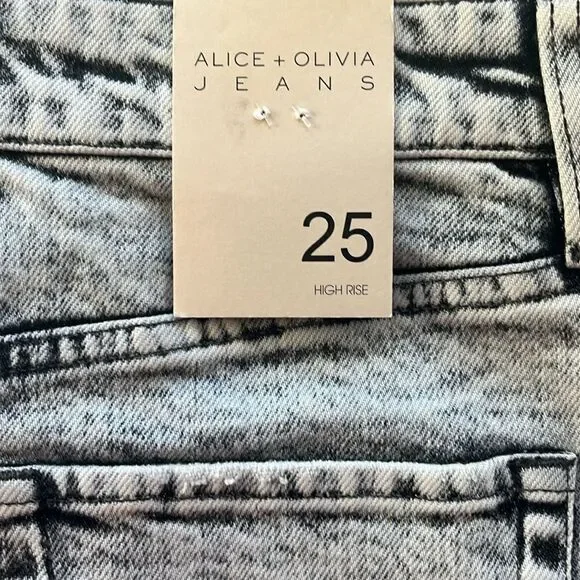 ALICE + OLIVIA
JEANS
25
HIGH RISE